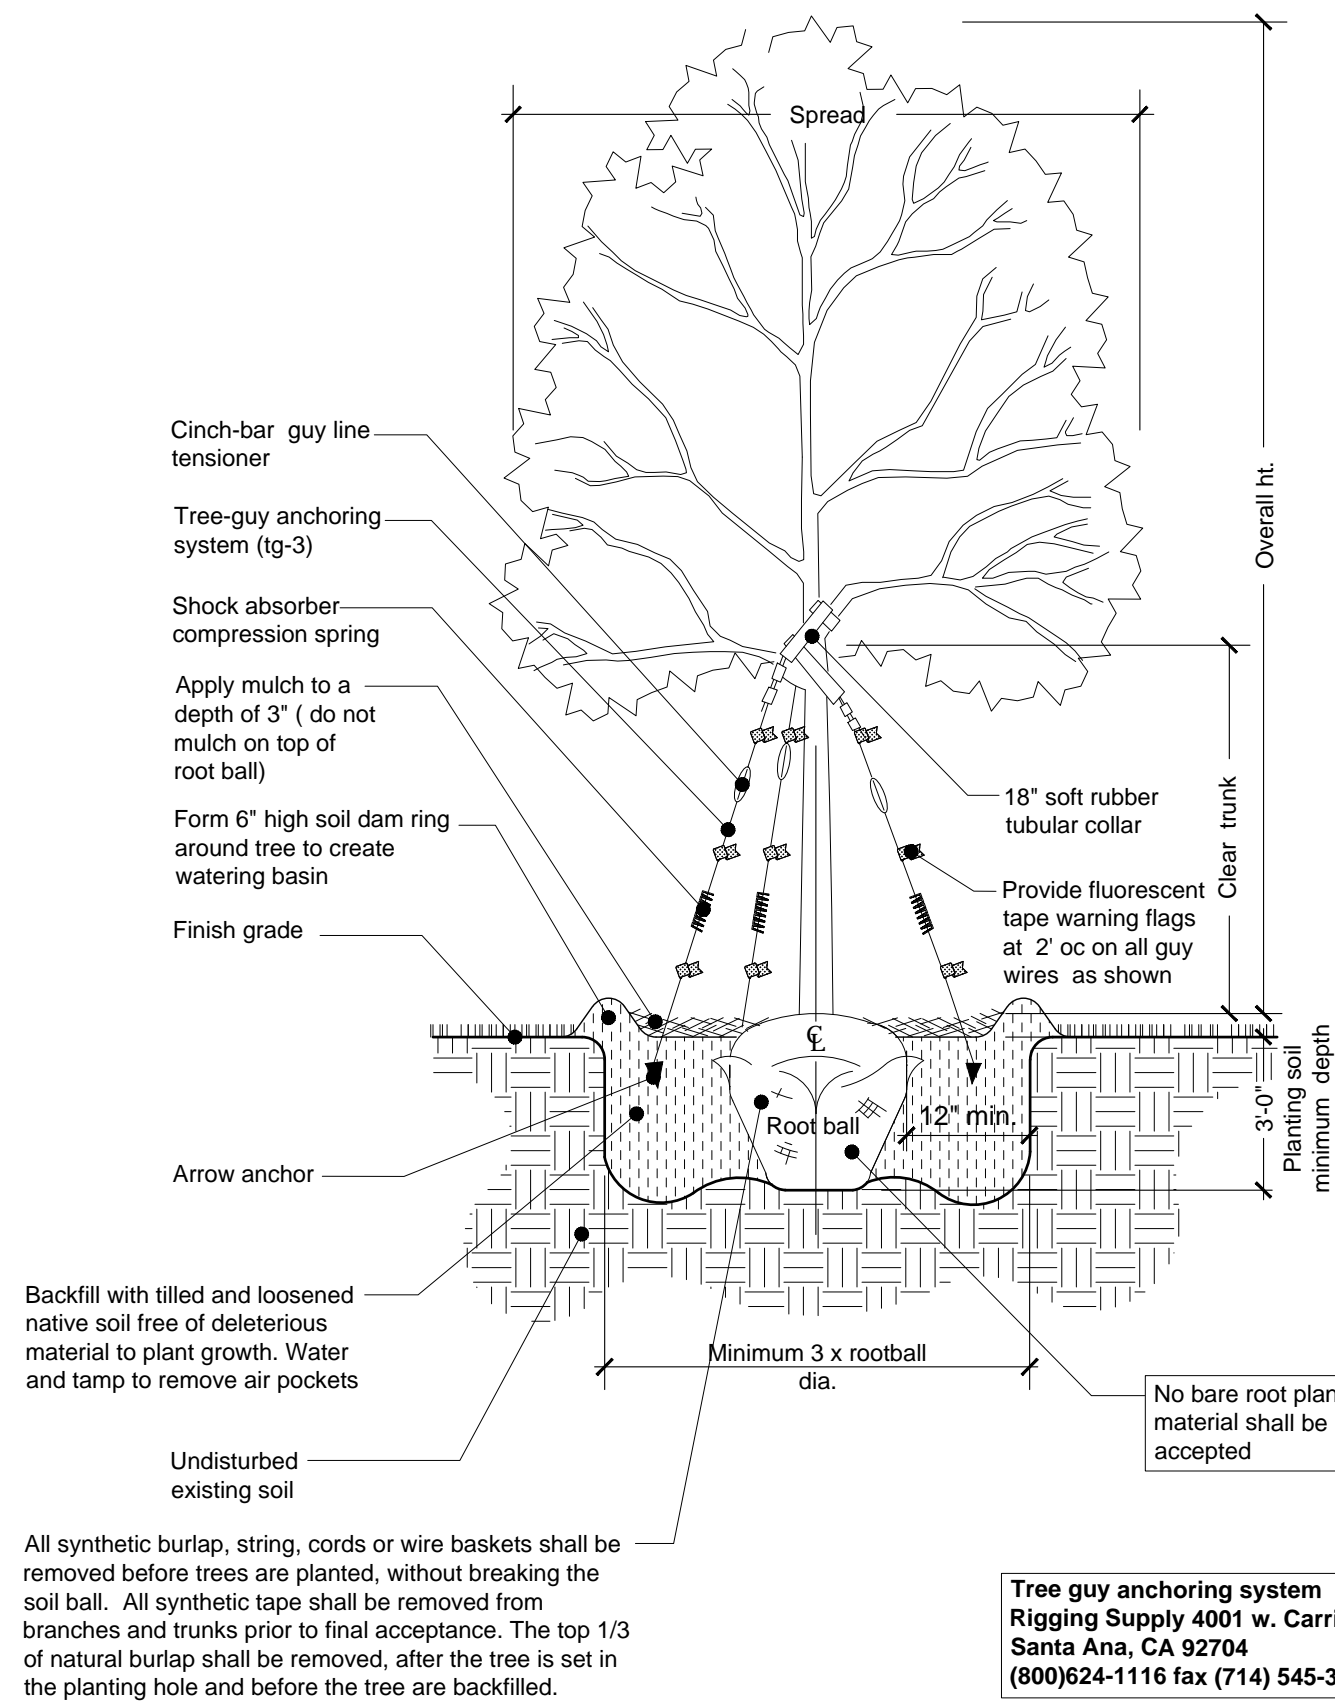 Spread
Overall ht.
Cinch-bar guy line
tensioner
Tree-guy anchoring
system (tg-3)
Shock absorber
compression spring
Apply mulch to a
depth of 3" ( do not
mulch on top of
root ball)
Form 6" high soil dam ring
around tree to create
watering basin
Finish grade
18" soft rubber
tubular collar
Clear trunk
Provide fluorescent
tape warning flags
at 2' oc on all guy
wires as shown
3'-0"
Planting soil
minimum depth
CL
Root ball
12" min.
Arrow anchor
Backfill with tilled and loosened
native soil free of deleterious
material to plant growth. Water
and tamp to remove air pockets
Minimum 3 x rootball
dia.
No bare root plan
material shall be
accepted
Undisturbed
existing soil
All synthetic burlap, string, cords or wire baskets shall be
removed before trees are planted, without breaking the
soil ball. All synthetic tape shall be removed from
branches and trunks prior to final acceptance. The top 1/3
of natural burlap shall be removed, after the tree is set in
the planting hole and before the tree are backfilled.
Tree guy anchoring system
Rigging Supply 4001 w. Carri
Santa Ana, CA 92704
(800)624-1116 fax (714) 545-3